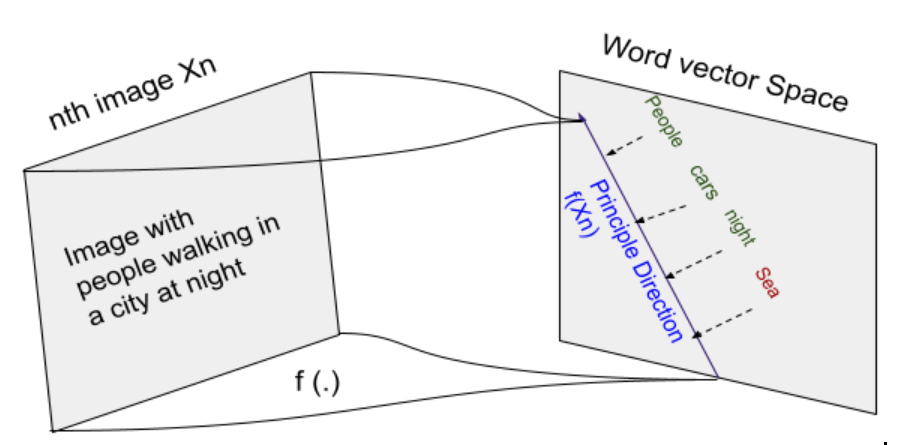 nth image Xn
Word vector Space
Image with
people walking in
a city at night
f (.)
People
cars
night
Sea
Principle Direction
f(Xn)